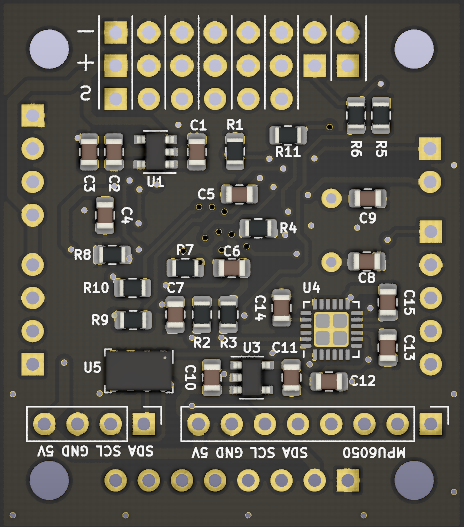 –
+
S
C1
R1
R11
R6
R5
C3
C2
U1
C5
C9
C4
R4
R8
R7
C6
C8
R10
C7
U4
C15
R9
R2
R3
C14
U3
C11
C13
U5
C10
C12
5V GND SCL SDA
5V GND SCL SDA
MPU6050